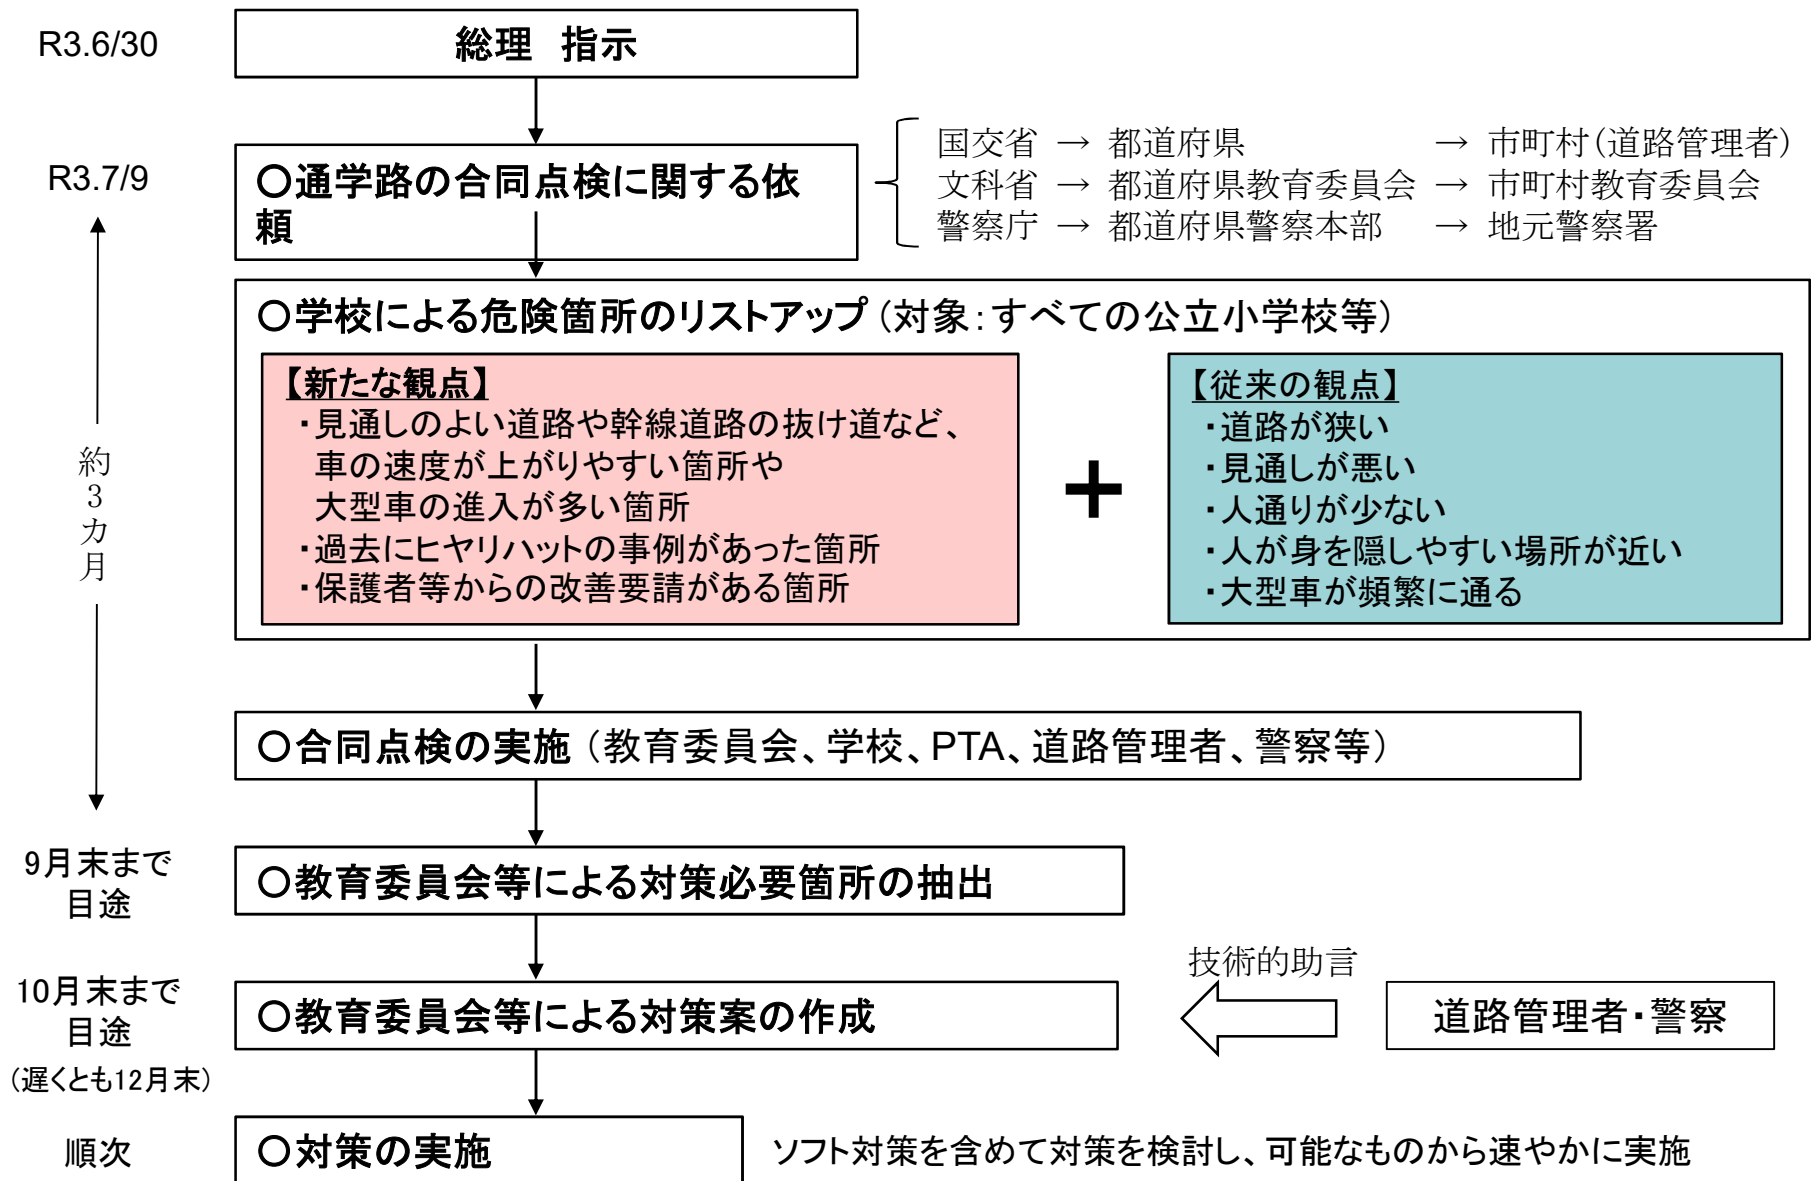 R3.6/30
総理　指示
R3.7/9
〇通学路の合同点検に関する依
頼
国交省 → 都道府県 → 市町村（道路管理者）
文科省 → 都道府県教育委員会 → 市町村教育委員会
警察庁 → 都道府県警察本部 → 地元警察署
約３カ月
〇学校による危険箇所のリストアップ（対象：すべての公立小学校等）
【新たな観点】
・見通しのよい道路や幹線道路の抜け道など、
車の速度が上がりやすい箇所や
大型車の進入が多い箇所
・過去にヒヤリハットの事例があった箇所
・保護者等からの改善要請がある箇所
＋
【従来の観点】
・道路が狭い
・見通しが悪い
・人通りが少ない
・人が身を隠しやすい場所が近い
・大型車が頻繁に通る
〇合同点検の実施（教育委員会、学校、PTA、道路管理者、警察等）
9月末まで
目途
〇教育委員会等による対策必要箇所の抽出
10月末まで
目途
（遅くとも12月末）
〇教育委員会等による対策案の作成
技術的助言
道路管理者・警察
順次
〇対策の実施
ソフト対策を含めて対策を検討し、可能なものから速やかに実施